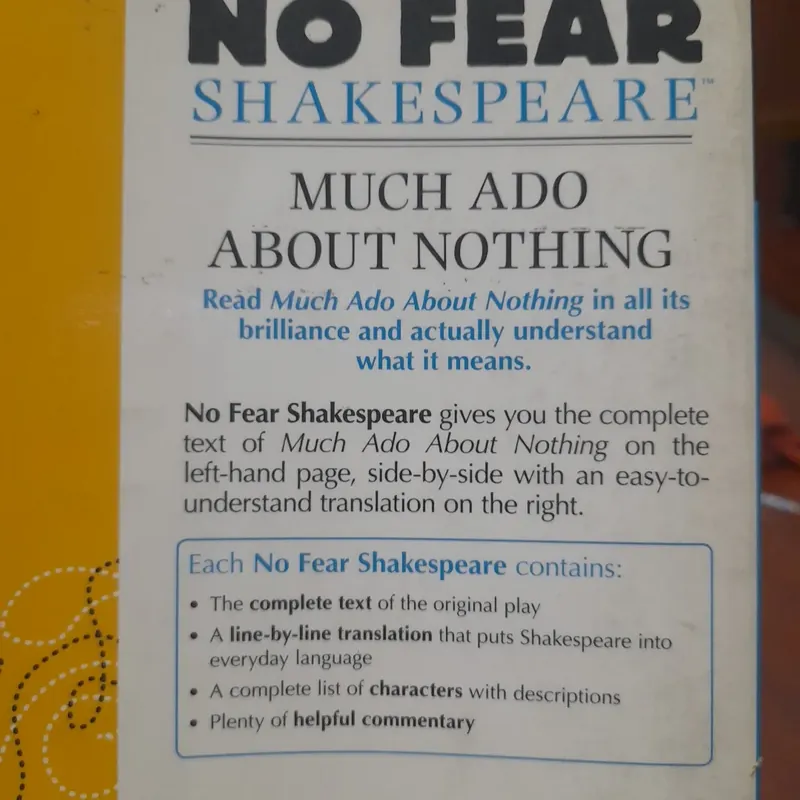 NO FEAR
SHAKESPEARE™
MUCH ADO
ABOUT NOTHING
Read Much Ado About Nothing in all its
brilliance and actually understand
what it means.
No Fear Shakespeare gives you the complete
text of Much Ado About Nothing on the
left-hand page, side-by-side with an easy-to-
understand translation on the right.
Each No Fear Shakespeare contains:
• The complete text of the original play
• A line-by-line translation that puts Shakespeare into
everyday language
• A complete list of characters with descriptions
• Plenty of helpful commentary